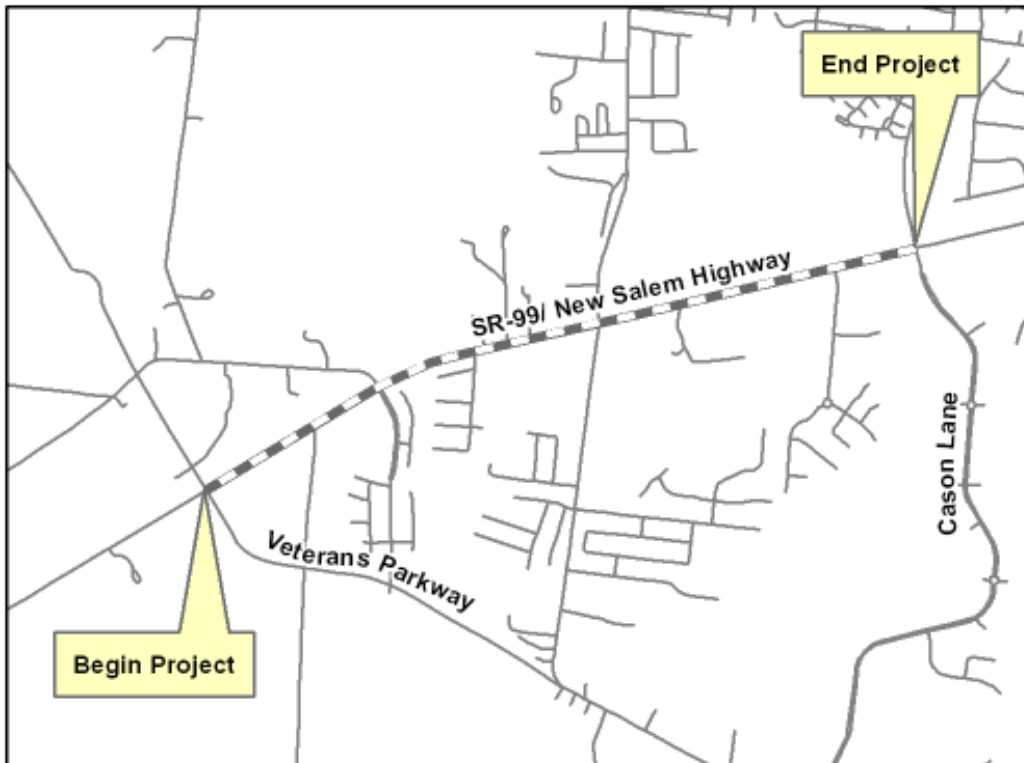 End Project
SR-99/ New Salem Highway
Cason Lane
Veterans Parkway
Begin Project